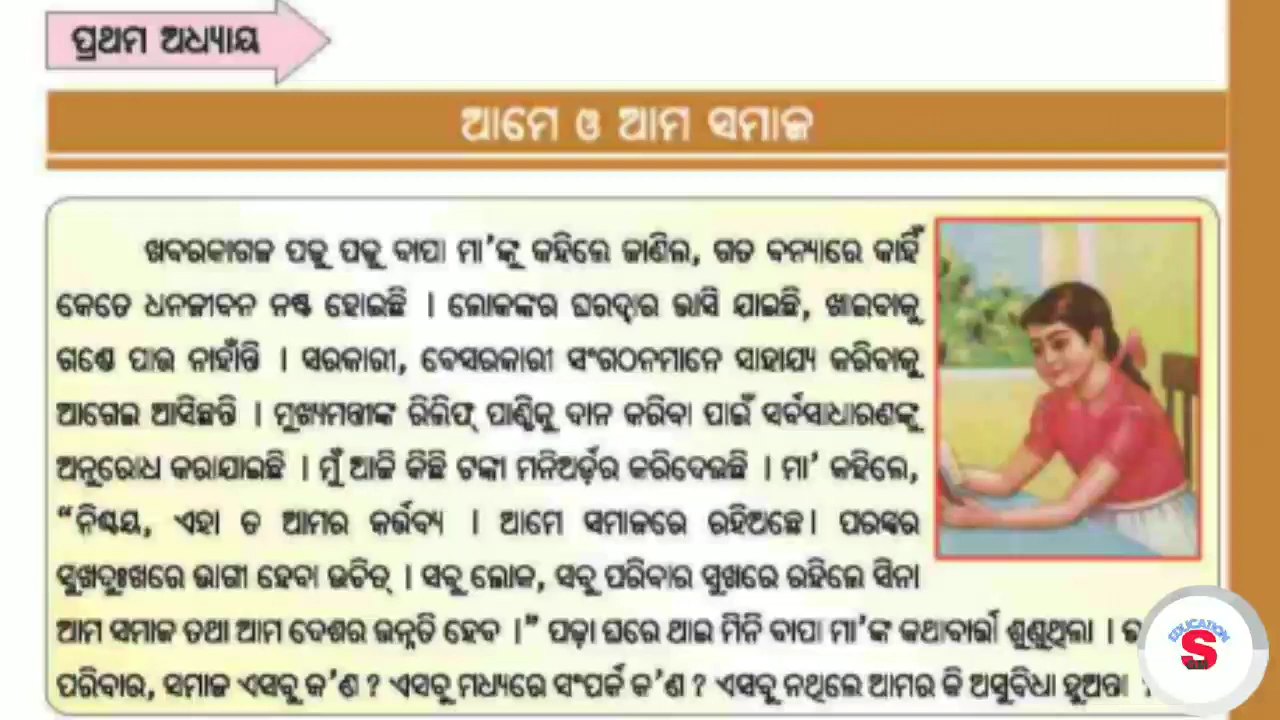 ପ୍ରଥମ ଅଧ୍ୟାୟ
ଆମେ ଓ ଆମ ସମାଜ
ଖବରକାଗଜ ପଢୁ ପଢୁ ବାପା ମା’ଙ୍କୁ କହିଲେ ଜାଣିଲ, ଗତ ବନ୍ୟାରେ କାହିଁ
କେତେ ଧନଜୀବନ ନଷ୍ଟ ହୋଇଛି । ଲୋକଙ୍କର ଘରଦ୍ୱାର ଭାସି ଯାଇଛି, ଖାଇବାକୁ
ଗଣ୍ଡେ ପାଉ ନାହାଁନ୍ତି । ସରକାରୀ, ବେସରକାରୀ ସଂଗଠନମାନେ ସାହାଯ୍ୟ କରିବାକୁ
ଆଗେଇ ଆସିଛନ୍ତି । ମୁଖ୍ୟମନ୍ତ୍ରୀଙ୍କ ରିଲିଫ୍ ପାଣ୍ଠିକୁ ଦାନ କରିବା ପାଇଁ ସର୍ବସାଧାରଣଙ୍କୁ
ଅନୁରୋଧ କରାଯାଇଛି । ମୁଁ ଆଜି କିଛି ଟଙ୍କା ମନିଅର୍ଡ଼ର କରିଦେଉଛି । ମା’ କହିଲେ,
“ନିଶ୍ଚୟ, ଏହା ତ ଆମର କର୍ତ୍ତବ୍ୟ । ଆମେ ସମାଜରେ ରହିଅଛେ। ପରସ୍ପର
ସୁଖଦୁଃଖରେ ଭାଗୀ ହେବା ଉଚିତ୍ । ସବୁ ଲୋକ, ସବୁ ପରିବାର ସୁଖରେ ରହିଲେ ସିନା
ଆମ ସମାଜ ତଥା ଆମ ଦେଶର ଉନ୍ନତି ହେବ ।” ପଢ଼ା ଘରେ ଥାଇ ମିନି ବାପା ମା’ଙ୍କ କଥାବାର୍ତ୍ତା ଶୁଣୁଥିଲା ।
ପରିବାର, ସମାଜ ଏସବୁ କ’ଣ ? ଏସବୁ ମଧ୍ୟରେ ସଂପର୍କ କ’ଣ ? ଏସବୁ ନଥିଲେ ଆମର କି ଅସୁବିଧା ହୁଅନ୍ତା ?
EDUCATION
S